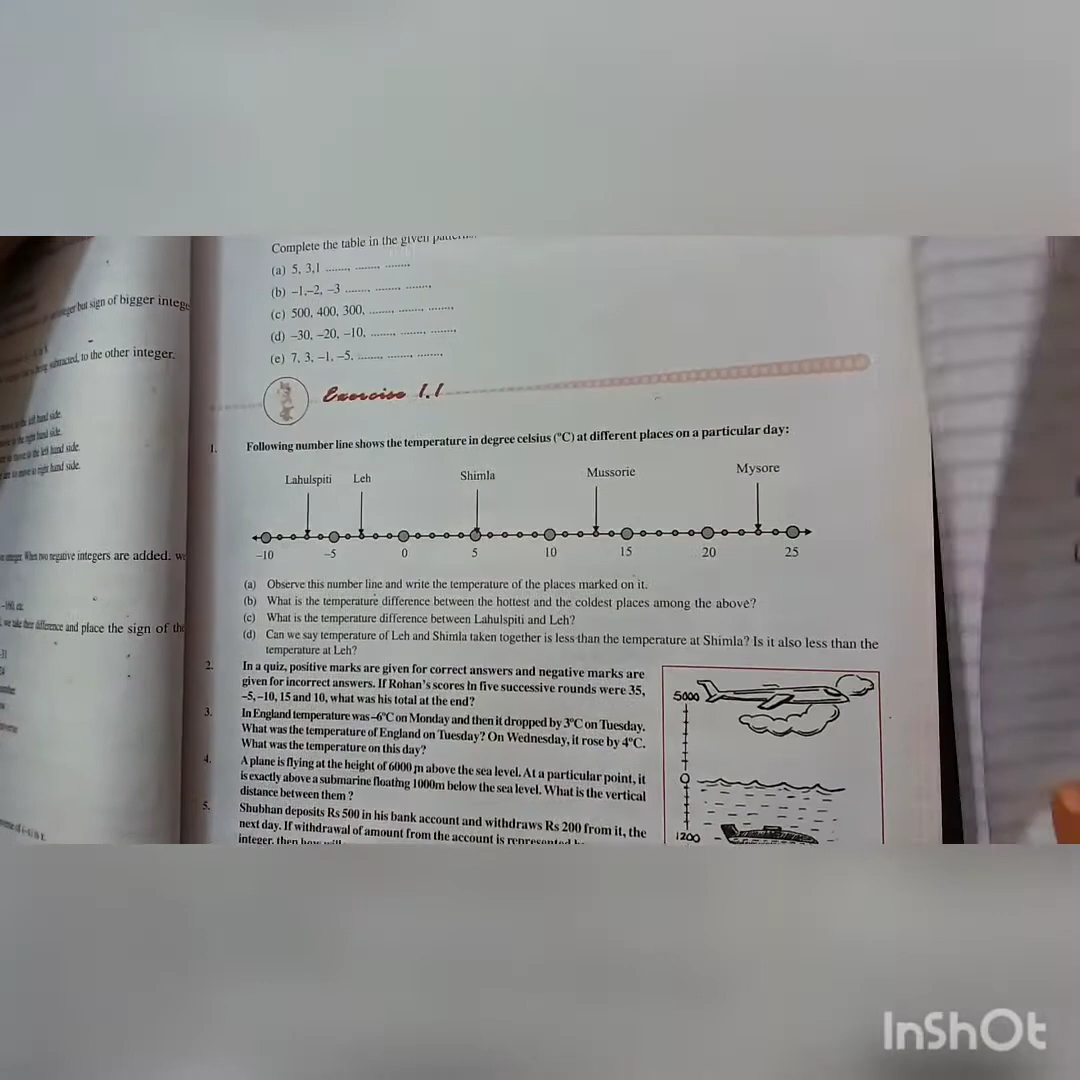 Complete the table in the given
(a) 5, 3,1 ........, ........ ........
(b) –1,–2, –3 ........ ........ ........
(c) 500, 400, 300, ........ ........ ........
(d) –30, –20, –10, ........ ........ ........
(e) 7, 3, –1, –5, ........ ........ ........
but sign of bigger intege
subtracted, to the other integer.
Exercise 1.1
1. Following number line shows the temperature in degree celsius (°C) at different places on a particular day:
Lahulspiti Leh Shimla Mussorie Mysore
–10 –5 0 5 10 15 20 25
When two negative integers are added, we
we take their difference and place the sign of the
(a) Observe this number line and write the temperature of the places marked on it.
(b) What is the temperature difference between the hottest and the coldest places among the above?
(c) What is the temperature difference between Lahulspiti and Leh?
(d) Can we say temperature of Leh and Shimla taken together is less than the temperature at Shimla? Is it also less than the
temperature at Leh?
2. In a quiz, positive marks are given for correct answers and negative marks are
given for incorrect answers. If Rohan's scores in five successive rounds were 35,
–5, –10, 15 and 10, what was his total at the end?
3. In England temperature was –6°C on Monday and then it dropped by 3°C on Tuesday.
What was the temperature of England on Tuesday? On Wednesday, it rose by 4°C.
What was the temperature on this day?
4. A plane is flying at the height of 6000 m above the sea level. At a particular point, it
is exactly above a submarine floating 1000m below the sea level. What is the vertical
distance between them ?
5. Shubhan deposits Rs 500 in his bank account and withdraws Rs 200 from it, the
next day. If withdrawal of amount from the account is represented
integer, then how will
5000
0
1200
InShOt